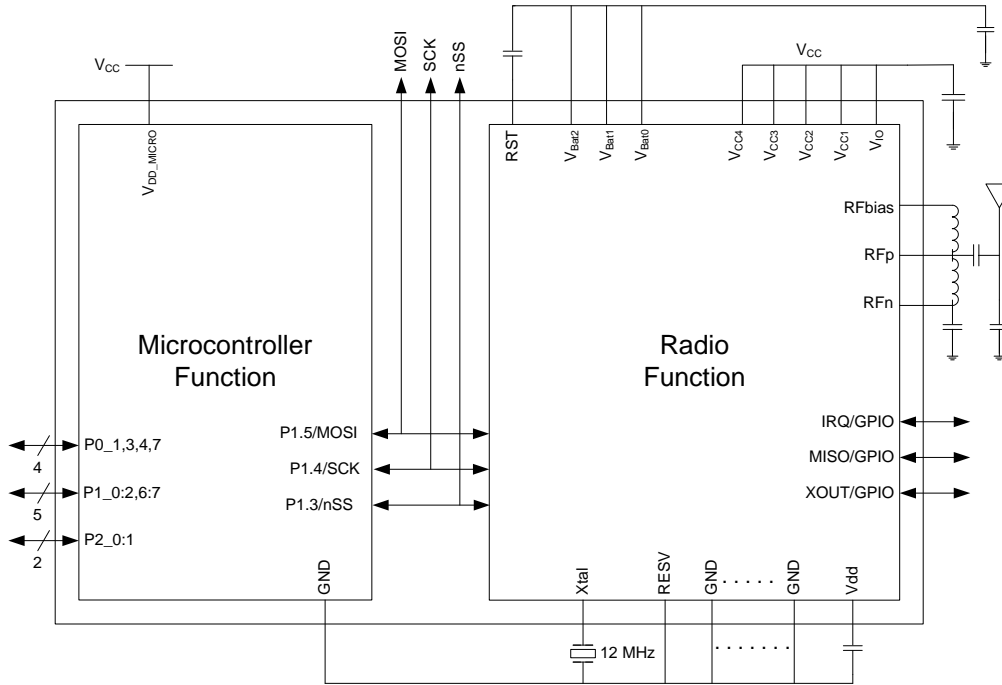 MOSI
SCK
nSS
VCC
VCC
VDD_MICRO
RST
VBat2
VBat1
VBat0
VCC4
VCC3
VCC2
VCC1
VIO
RFbias
RFp
RFn
Microcontroller
Function
Radio
Function
P0_1,3,4,7
4
P1_0:2,6:7
5
P2_0:1
2
P1.5/MOSI
P1.4/SCK
P1.3/nSS
IRQ/GPIO
MISO/GPIO
XOUT/GPIO
GND
Xtal
RESV
GND
. . . . .
GND
Vdd
12 MHz
. . . . . . .